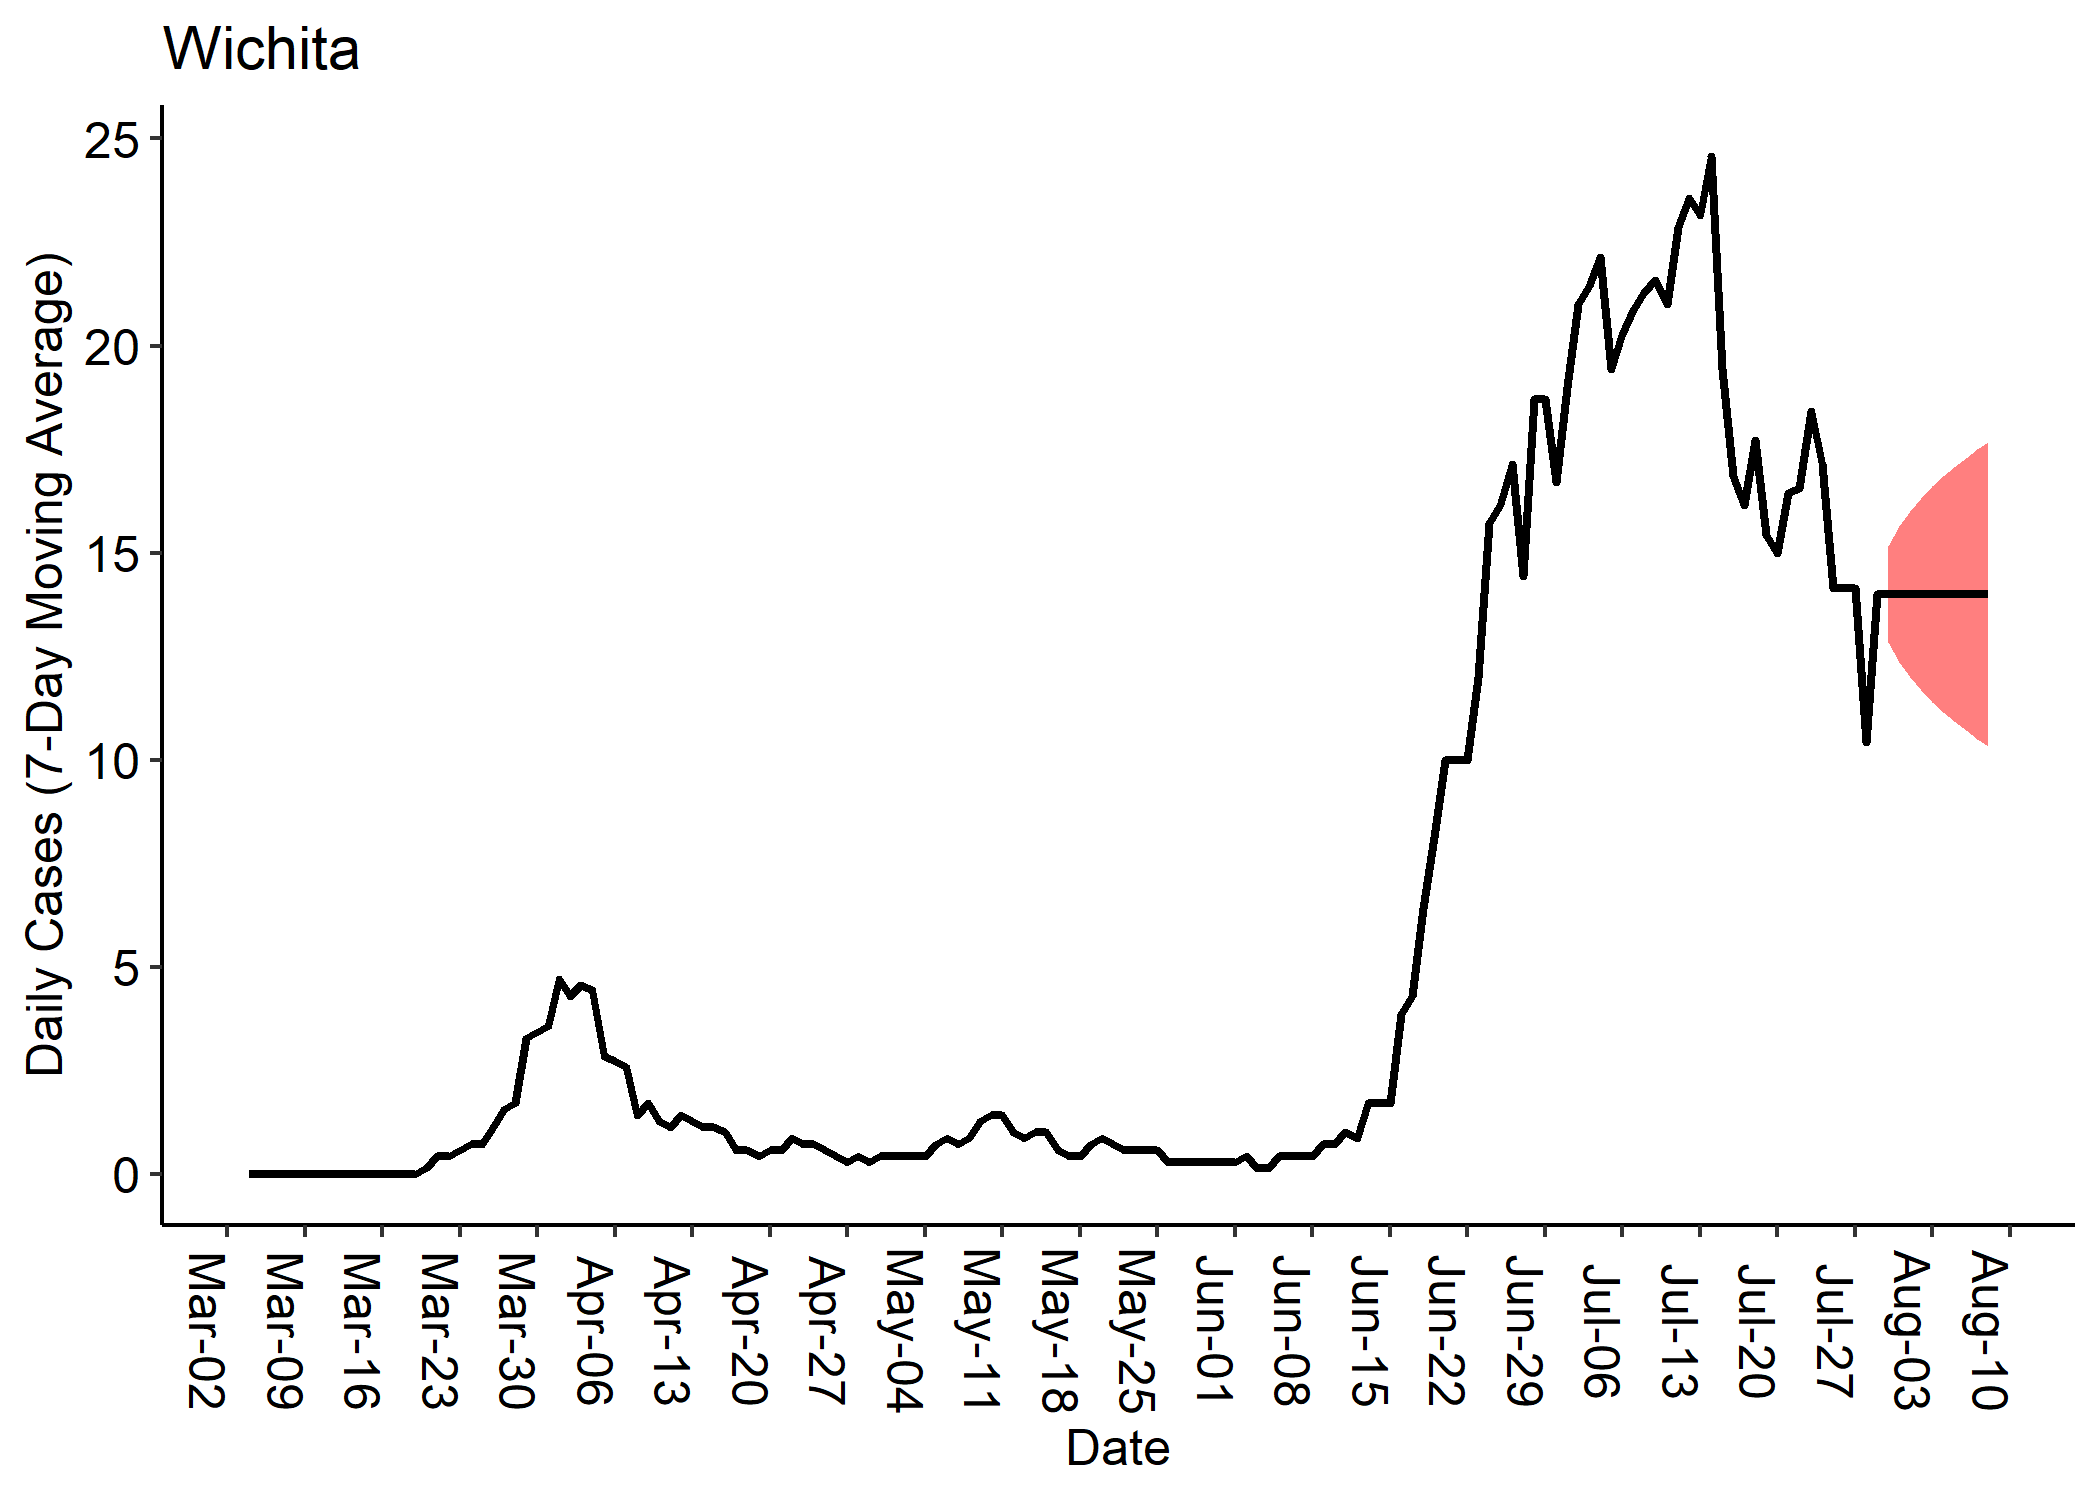 Wichita
Daily Cases (7-Day Moving Average)
25
20
15
10
5
0
Mar-02
Mar-09
Mar-16
Mar-23
Mar-30
Apr-06
Apr-13
Apr-20
Apr-27
May-04
May-11
May-18
May-25
Jun-01
Jun-08
Jun-15
Jun-22
Jun-29
Jul-06
Jul-13
Jul-20
Jul-27
Aug-03
Aug-10
Date